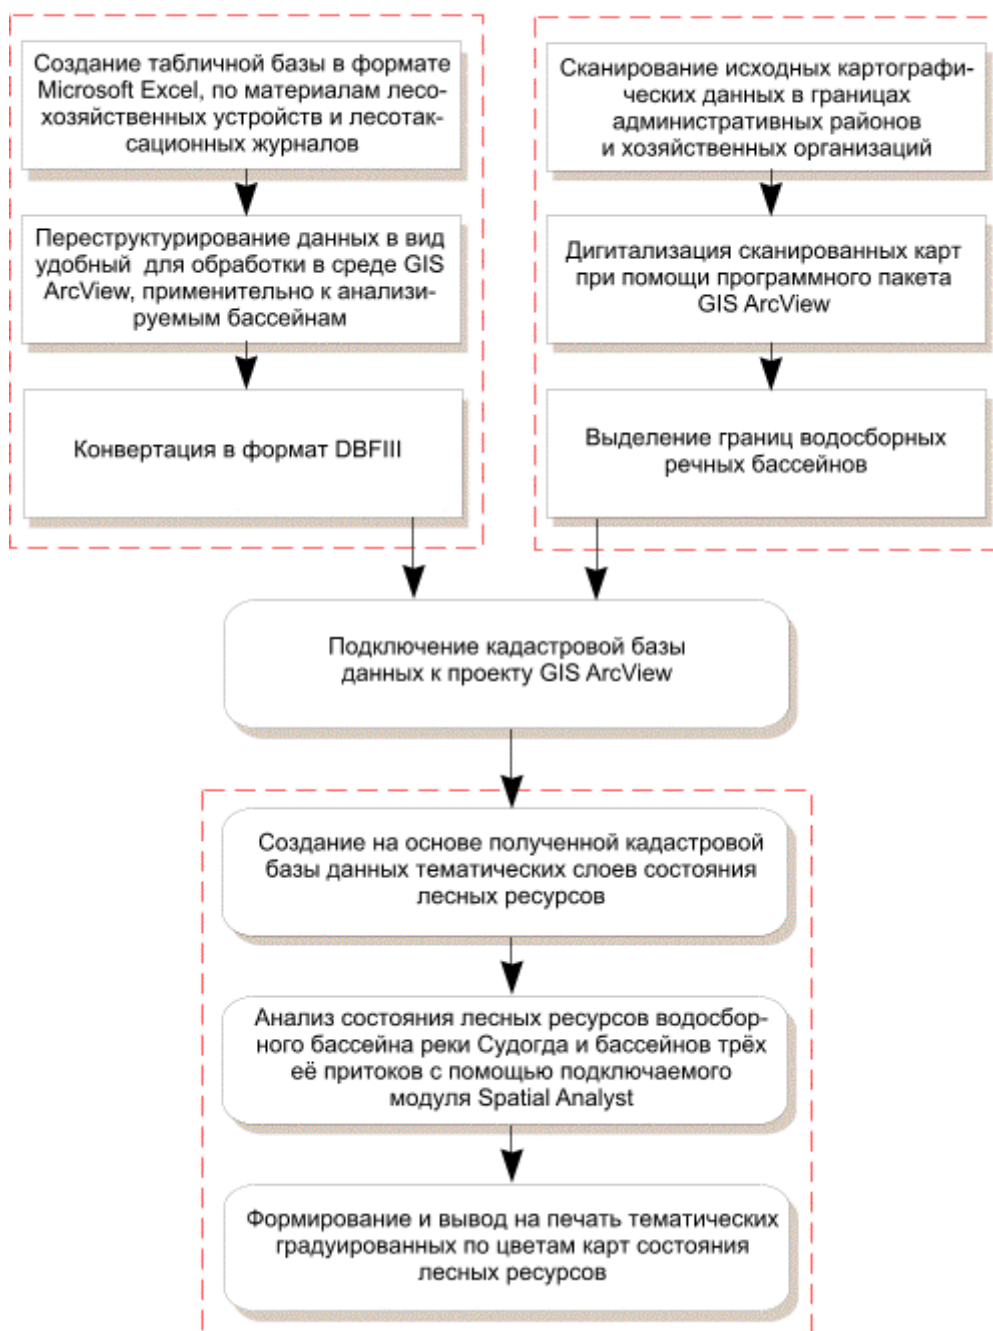 Создание табличной базы в формате
Microsoft Excel, по материалам лесо-
хозяйственных устройств и лесотак-
сационных журналов
Переструктурирование данных в вид
удобный для обработки в среде GIS
ArcView, применительно к анализи-
руемым бассейнам
Конвертация в формат DBFIII
Сканирование исходных картографи-
ческих данных в границах
административных районов
и хозяйственных организаций
Дигитализация сканированных карт
при помощи программного пакета
GIS ArcView
Выделение границ водосборных
речных бассейнов
Подключение кадастровой базы
данных к проекту GIS ArcView
Создание на основе полученной кадастровой
базы данных тематических слоев состояния
лесных ресурсов
Анализ состояния лесных ресурсов водосбор-
ного бассейна реки Судогда и бассейнов трёх
её притоков с помощью подключаемого
модуля Spatial Analyst
Формирование и вывод на печать тематических
градуированных по цветам карт состояния
лесных ресурсов